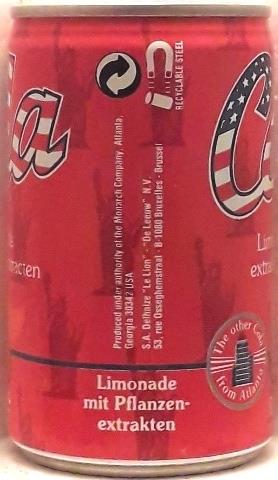 a
C
RECYCLABLE STEEL
Produced under authority of the Monarch Company, Atlanta,
Georgia 30342 USA
S.A. Delhaize "Le Lion" - "De Leeuw" N.V.
53, rue Osseghemstraat - B-1080 Bruxelles - Brussel
The other Cola
from Atlanta
Limonade
mit Pflanzen-
extrakten